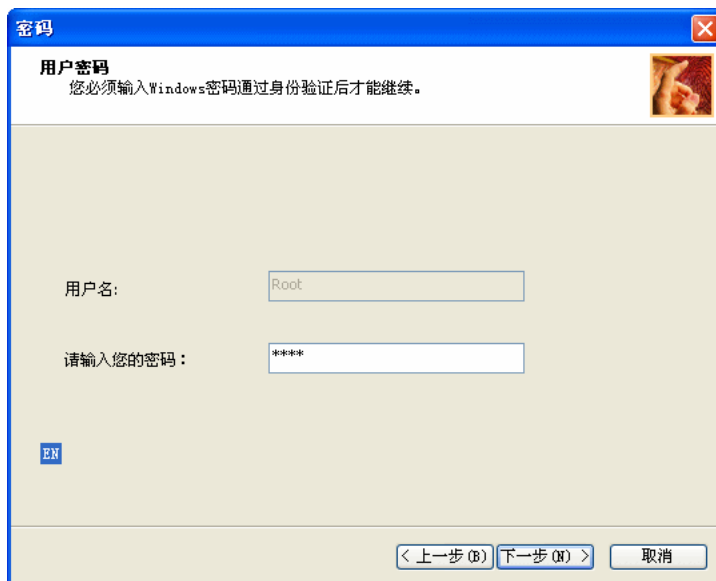 密码
用户密码
您必须输入Windows密码通过身份验证后才能继续。
用户名:
Root
请输入您的密码：
****
EN
< 上一步(B)
下一步(N) >
取消